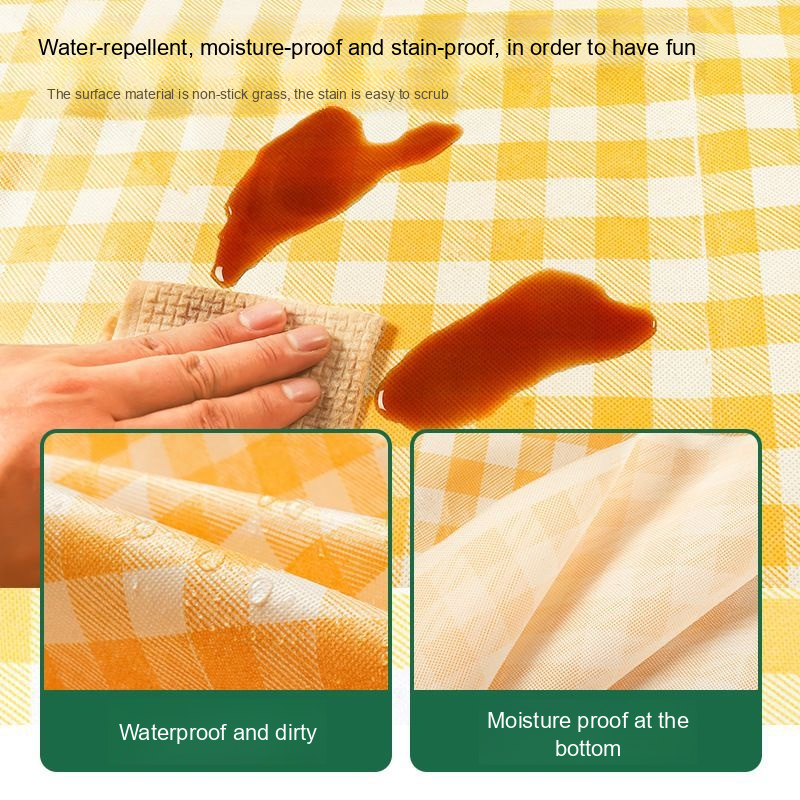 Water-repellent, moisture-proof and stain-proof, in order to have fun
The surface material is non-stick grass, the stain is easy to scrub
Waterproof and dirty
Moisture proof at the
bottom